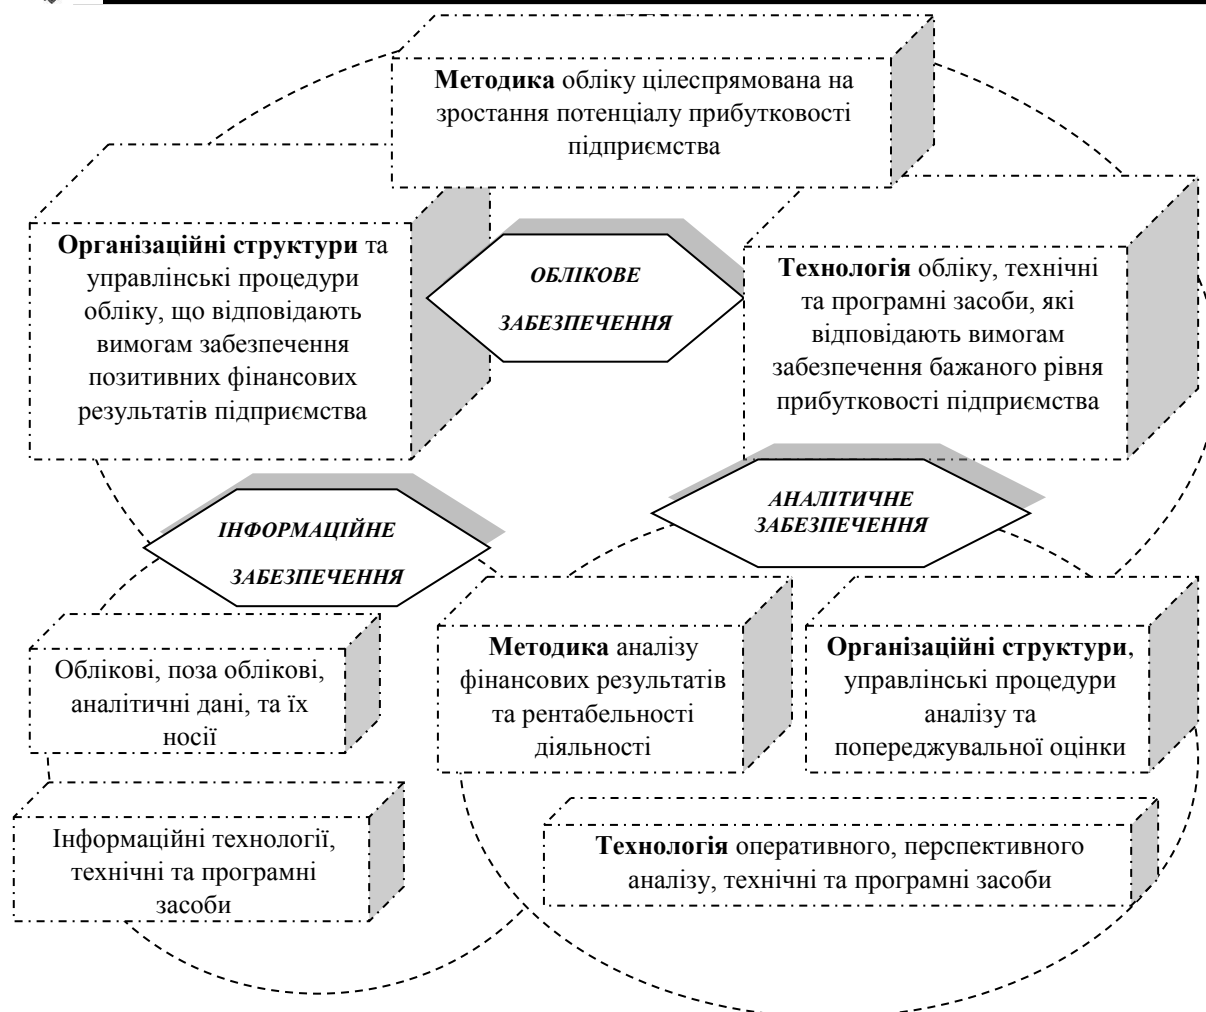 Методика обліку цілеспрямована на
зростання потенціалу прибутковості
підприємства
Організаційні структури та
управлінські процедури
обліку, що відповідають
вимогам забезпечення
позитивних фінансових
результатів підприємства
ОБЛІКОВЕ
ЗАБЕЗПЕЧЕННЯ
Технологія обліку, технічні
та програмні засоби, які
відповідають вимогам
забезпечення бажаного рівня
прибутковості підприємства
ІНФОРМАЦІЙНЕ
ЗАБЕЗПЕЧЕННЯ
АНАЛІТИЧНЕ
ЗАБЕЗПЕЧЕННЯ
Облікові, поза облікові,
аналітичні дані, та їх
носії
Методика аналізу
фінансових результатів
та рентабельності
діяльності
Організаційні структури,
управлінські процедури
аналізу та
попереджувальної оцінки
Інформаційні технології,
технічні та програмні
засоби
Технологія оперативного, перспективного
аналізу, технічні та програмні засоби